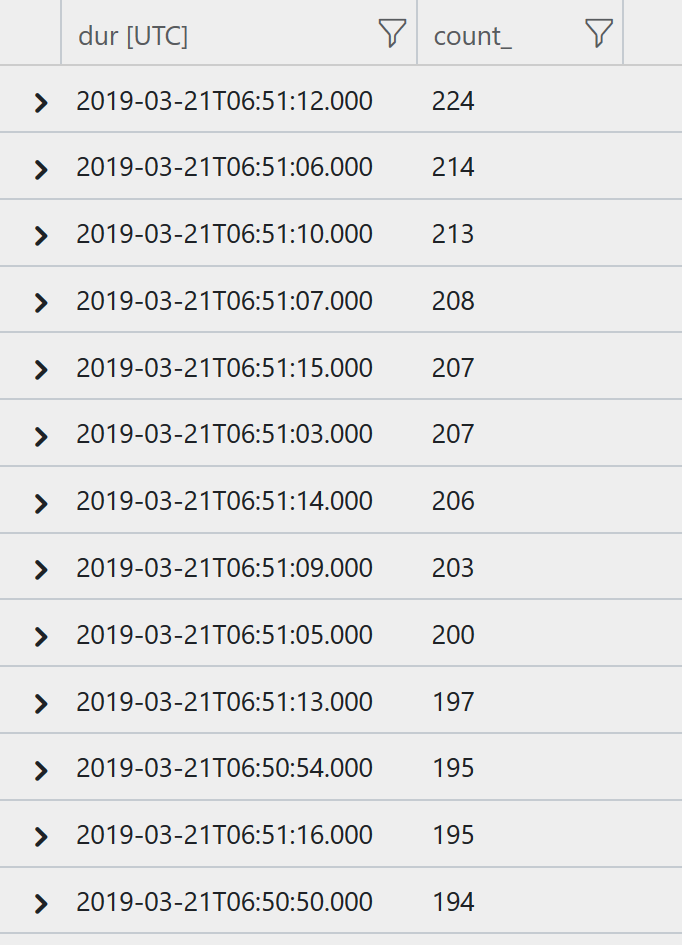 dur [UTC] count_
2019-03-21T06:51:12.000 224
2019-03-21T06:51:06.000 214
2019-03-21T06:51:10.000 213
2019-03-21T06:51:07.000 208
2019-03-21T06:51:15.000 207
2019-03-21T06:51:03.000 207
2019-03-21T06:51:14.000 206
2019-03-21T06:51:09.000 203
2019-03-21T06:51:05.000 200
2019-03-21T06:51:13.000 197
2019-03-21T06:50:54.000 195
2019-03-21T06:51:16.000 195
2019-03-21T06:50:50.000 194